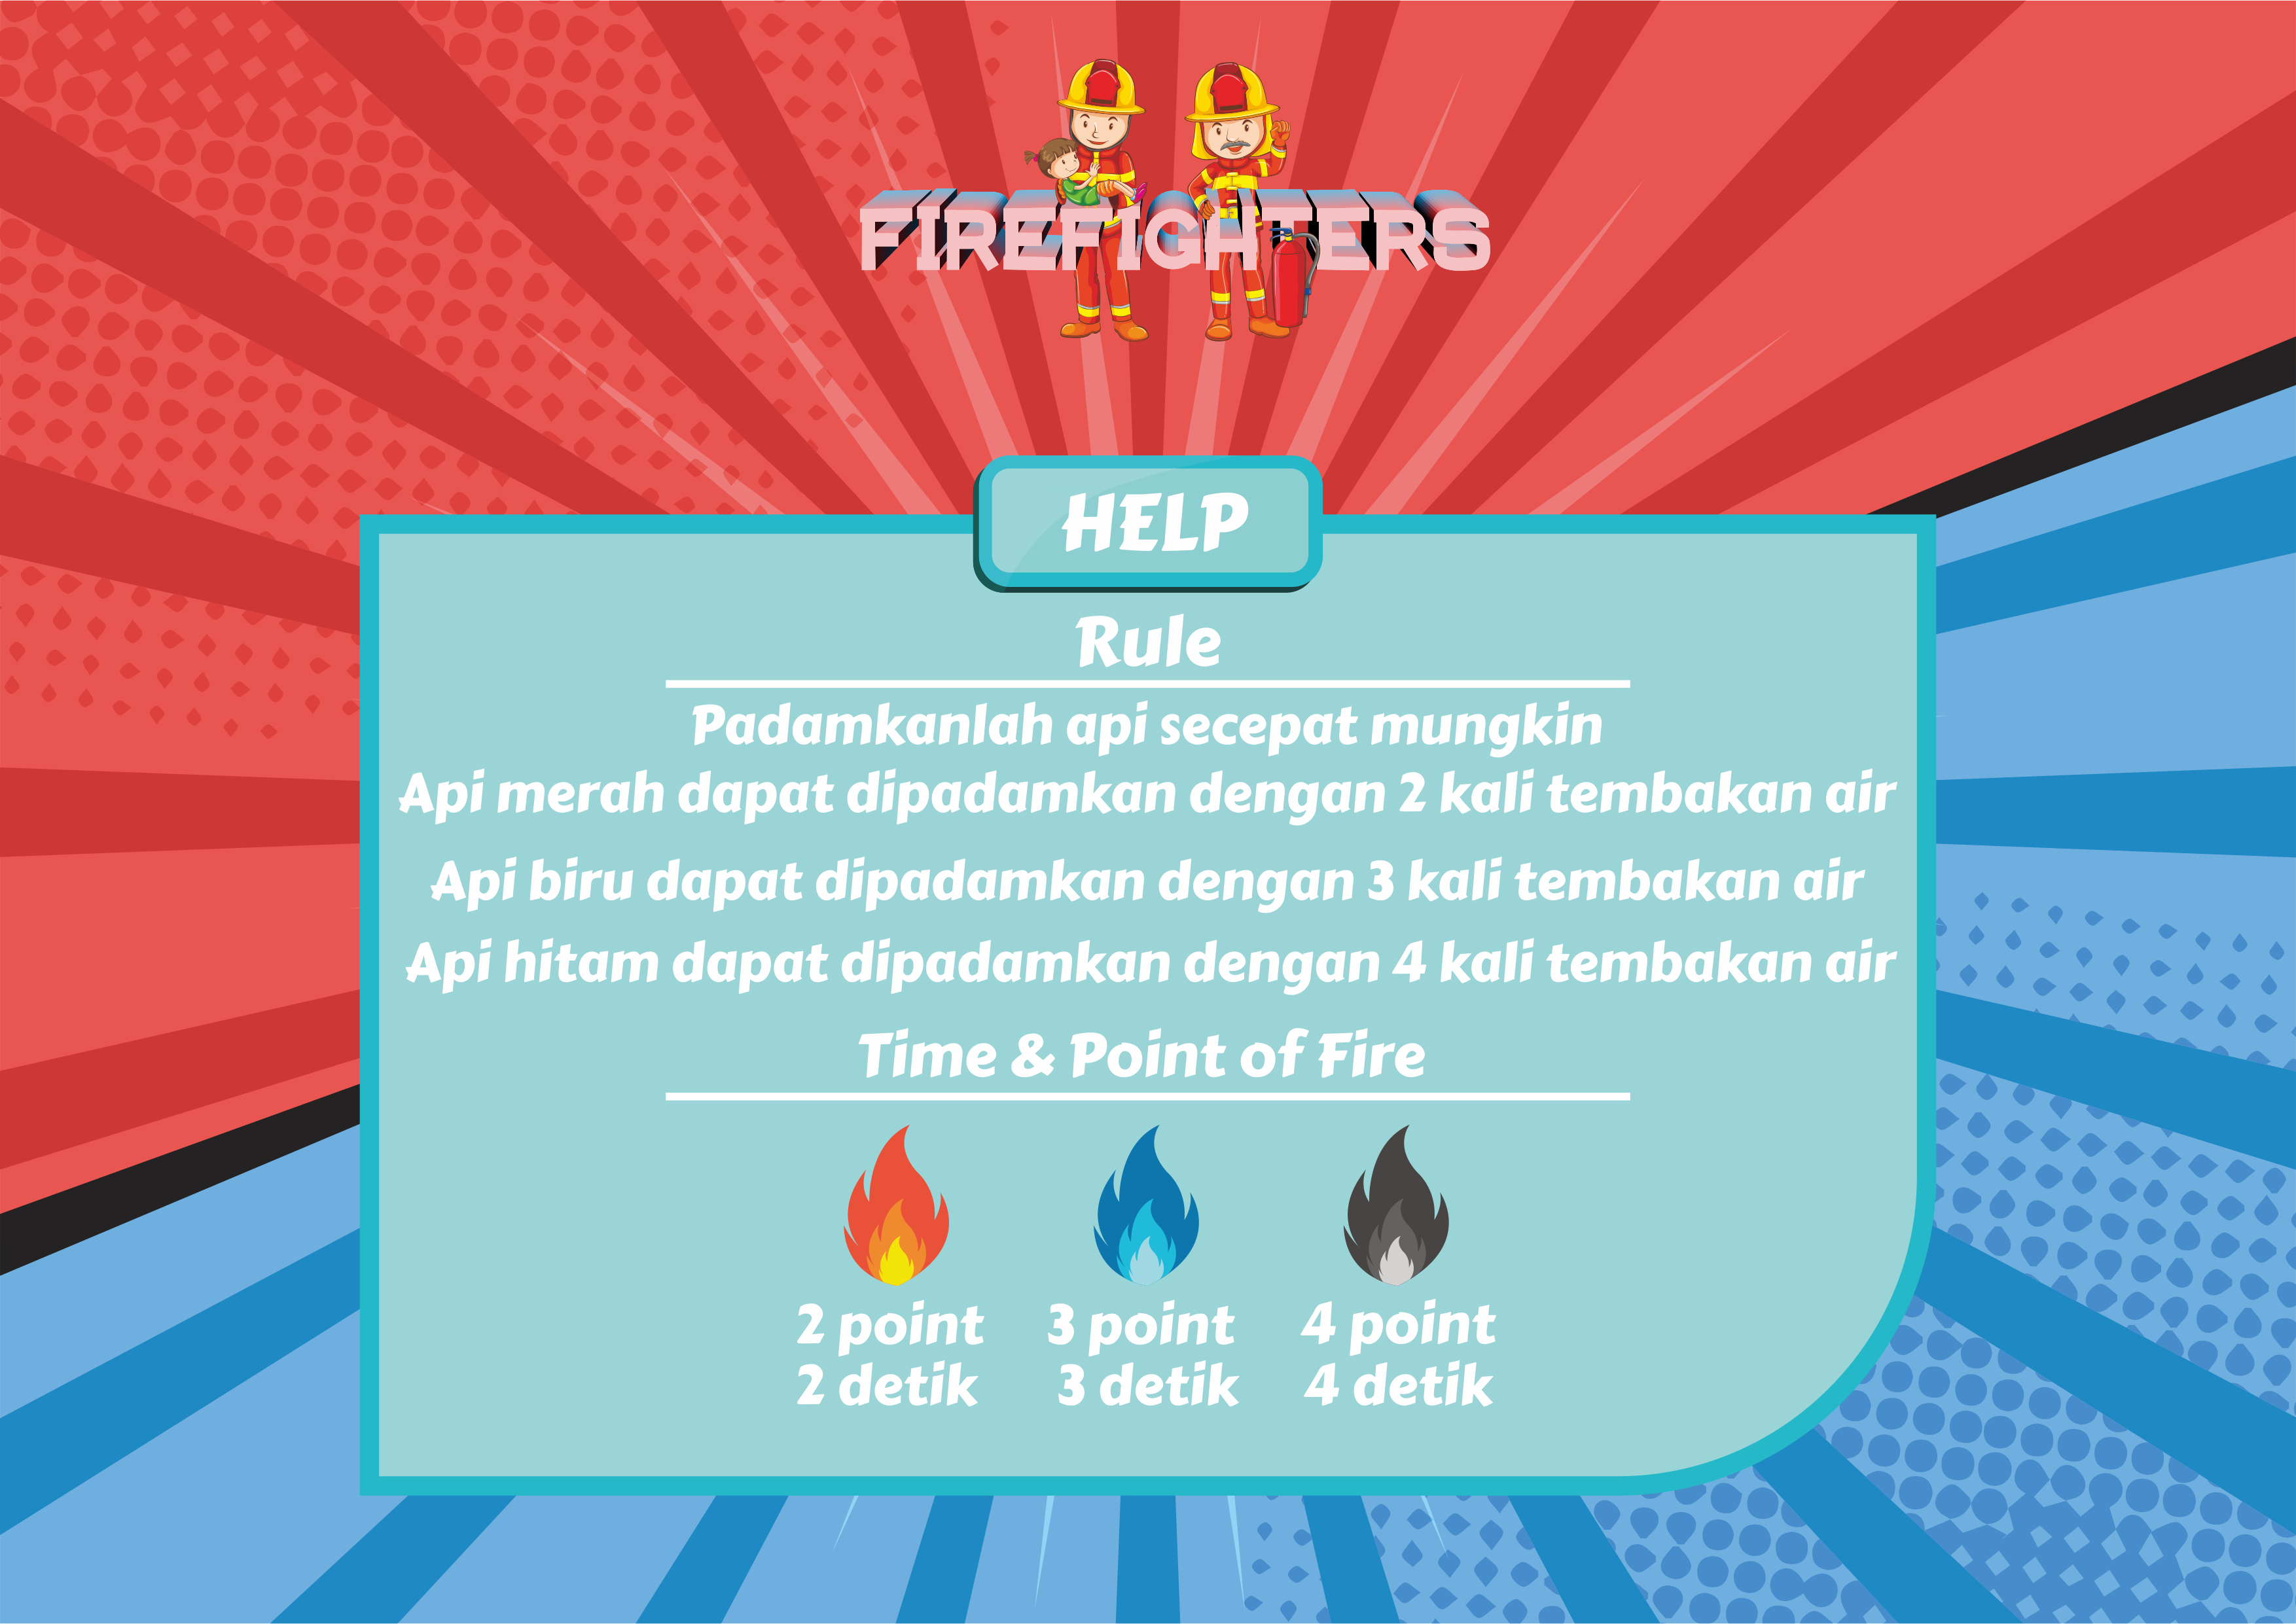 FIREFIGHTERS
HELP
Rule
Padamkanlah api secepat mungkin
Api merah dapat dipadamkan dengan 2 kali tembakan air
Api biru dapat dipadamkan dengan 3 kali tembakan air
Api hitam dapat dipadamkan dengan 4 kali tembakan air
Time & Point of Fire
2 point 3 point 4 point
2 detik 3 detik 4 detik